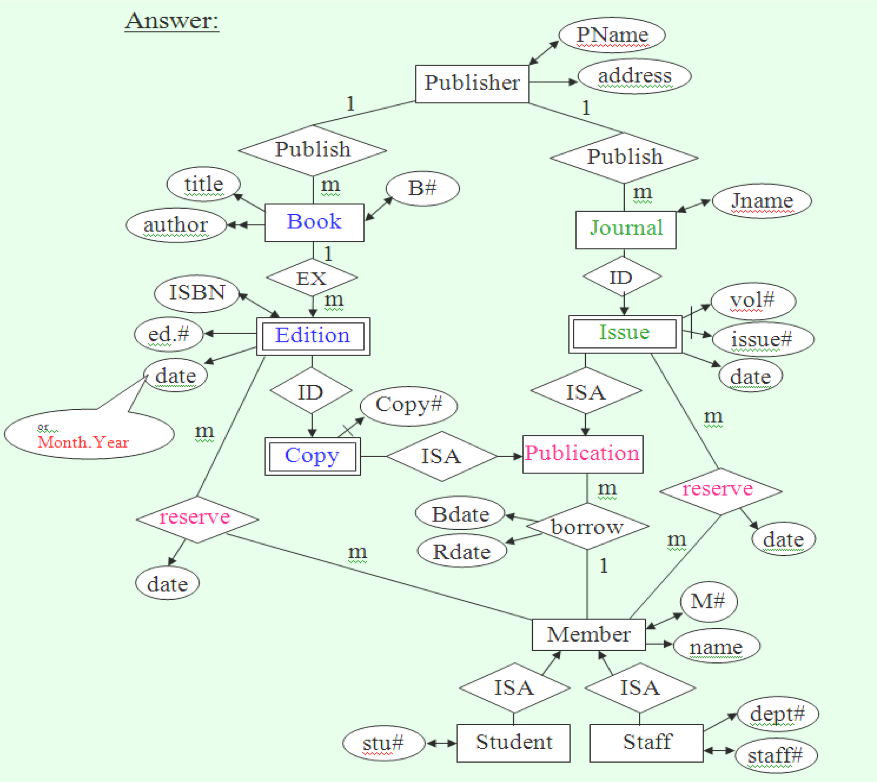 Answer:
PName
Publisher
address
1
1
Publish
Publish
title
m
B#
m
Jname
author
Book
Journal
1
EX
ID
ISBN
m
vol#
ed.#
Edition
Issue
issue#
date
date
ID
Copy#
ISA
or
Month.Year
m
m
Copy
ISA
Publication
reserve
m
reserve
Bdate
borrow
Rdate
m
m
date
date
1
M#
Member
name
ISA
ISA
dept#
stu#
Student
Staff
staff#